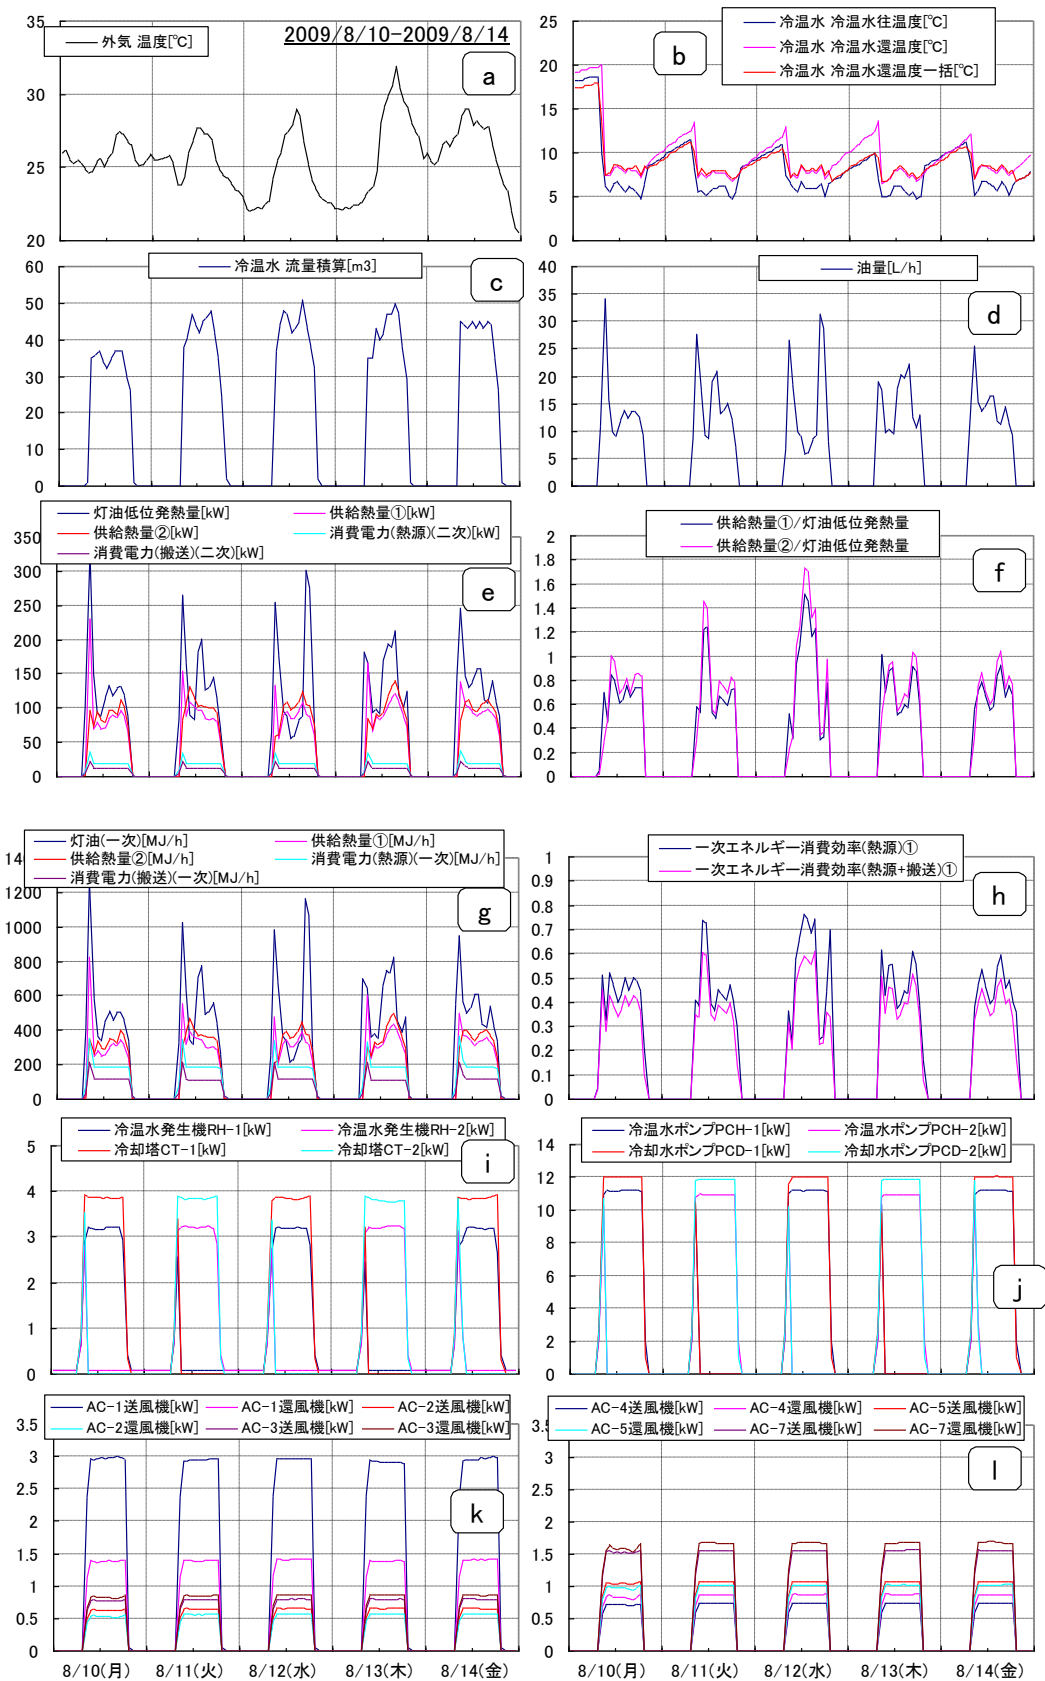 2009/8/10-2009/8/14
外気 温度[℃]
a
35
30
25
20
冷温水 冷温水往温度[℃]
冷温水 冷温水還温度[℃]
冷温水 冷温水還温度一括[℃]
b
25
20
15
10
5
0
冷温水 流量積算[m3]
c
60
50
40
30
20
10
0
油量[L/h]
d
40
35
30
25
20
15
10
5
0
灯油低位発熱量[kW]
供給熱量①[kW]
供給熱量②[kW]
消費電力(熱源)(二次)[kW]
消費電力(搬送)(二次)[kW]
e
350
300
250
200
150
100
50
0
供給熱量①/灯油低位発熱量
供給熱量②/灯油低位発熱量
f
2
1.8
1.6
1.4
1.2
1
0.8
0.6
0.4
0.2
0
灯油(一次)[MJ/h]
供給熱量①[MJ/h]
供給熱量②[MJ/h]
消費電力(熱源)(一次)[MJ/h]
消費電力(搬送)(一次)[MJ/h]
g
1200
1000
800
600
400
200
0
一次エネルギー消費効率(熱源)①
一次エネルギー消費効率(熱源+搬送)①
h
1
0.9
0.8
0.7
0.6
0.5
0.4
0.3
0.2
0.1
0
冷温水発生機RH-1[kW]
冷温水発生機RH-2[kW]
冷却塔CT-1[kW]
冷却塔CT-2[kW]
i
5
4
3
2
1
0
冷温水ポンプPCH-1[kW]
冷温水ポンプPCH-2[kW]
冷却水ポンプPCD-1[kW]
冷却水ポンプPCD-2[kW]
j
14
12
10
8
6
4
2
0
AC-1送風機[kW]
AC-1還風機[kW]
AC-2送風機[kW]
AC-2還風機[kW]
AC-3送風機[kW]
AC-3還風機[kW]
k
3.5
3
2.5
2
1.5
1
0.5
0
8/10(月)
8/11(火)
8/12(水)
8/13(木)
8/14(金)
AC-4送風機[kW]
AC-4還風機[kW]
AC-5送風機[kW]
AC-5還風機[kW]
AC-7送風機[kW]
AC-7還風機[kW]
l
3
2.5
2
1.5
1
0.5
0
8/10(月)
8/11(火)
8/12(水)
8/13(木)
8/14(金)